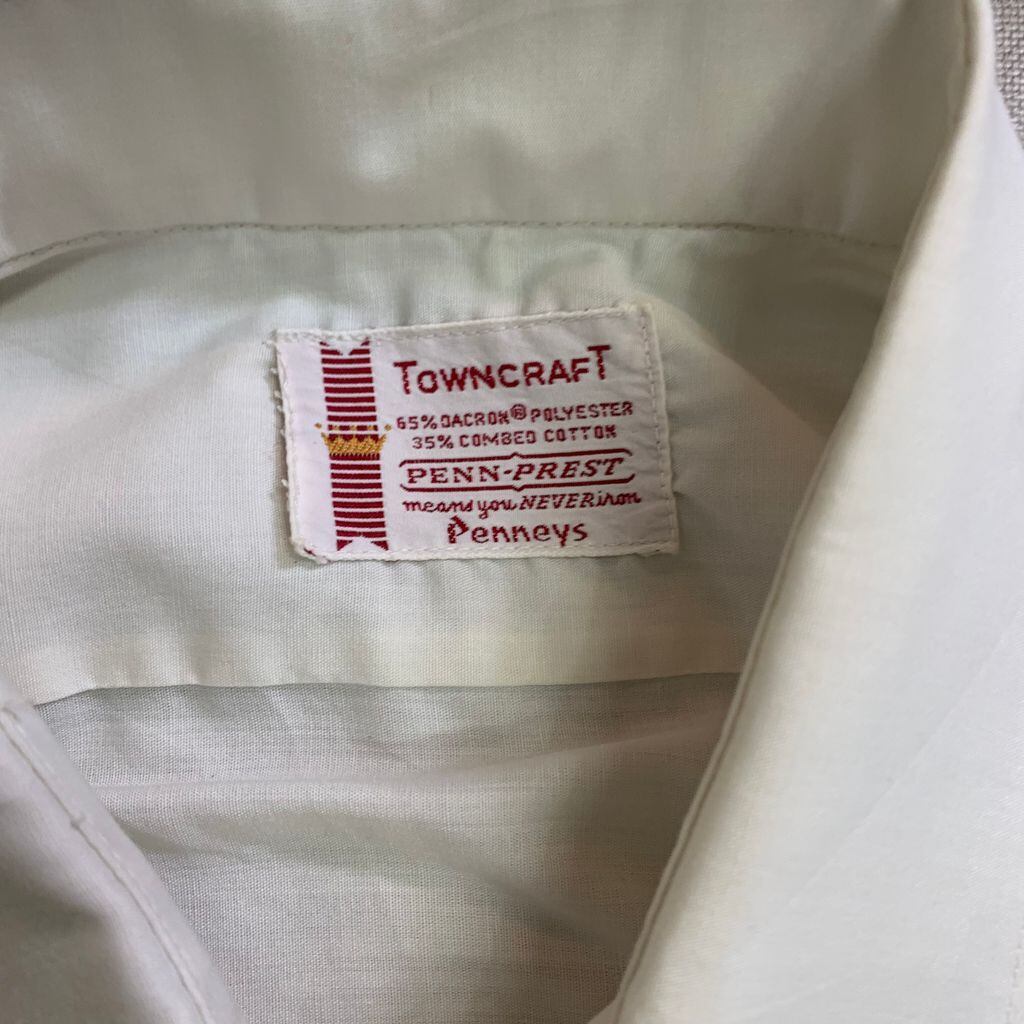 TOWNCRAFT
65% DACRON® POLYESTER
35% COMBED COTTON
PENN-PREST
means you NEVER iron
Penneys